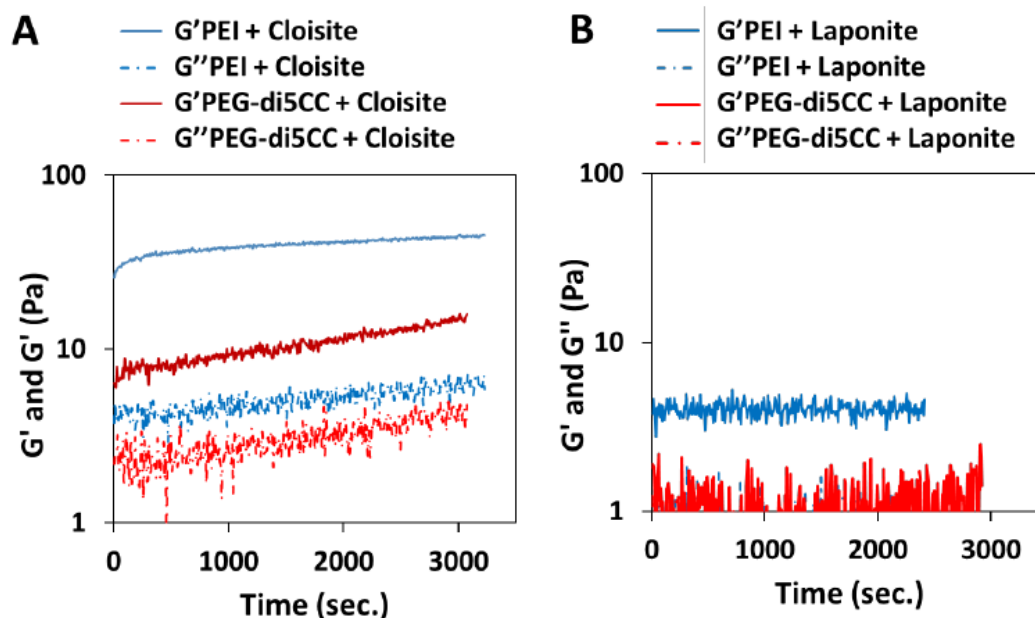 A
G'PEI + Cloisite
G''PEI + Cloisite
G'PEG-di5CC + Cloisite
G''PEG-di5CC + Cloisite
100
10
1
G' and G' (Pa)
0
1000
2000
3000
Time (sec.)
B
G'PEI + Laponite
G''PEI + Laponite
G'PEG-di5CC + Laponite
G''PEG-di5CC + Laponite
100
10
1
G' and G'' (Pa)
0
1000
2000
3000
Time (sec.)